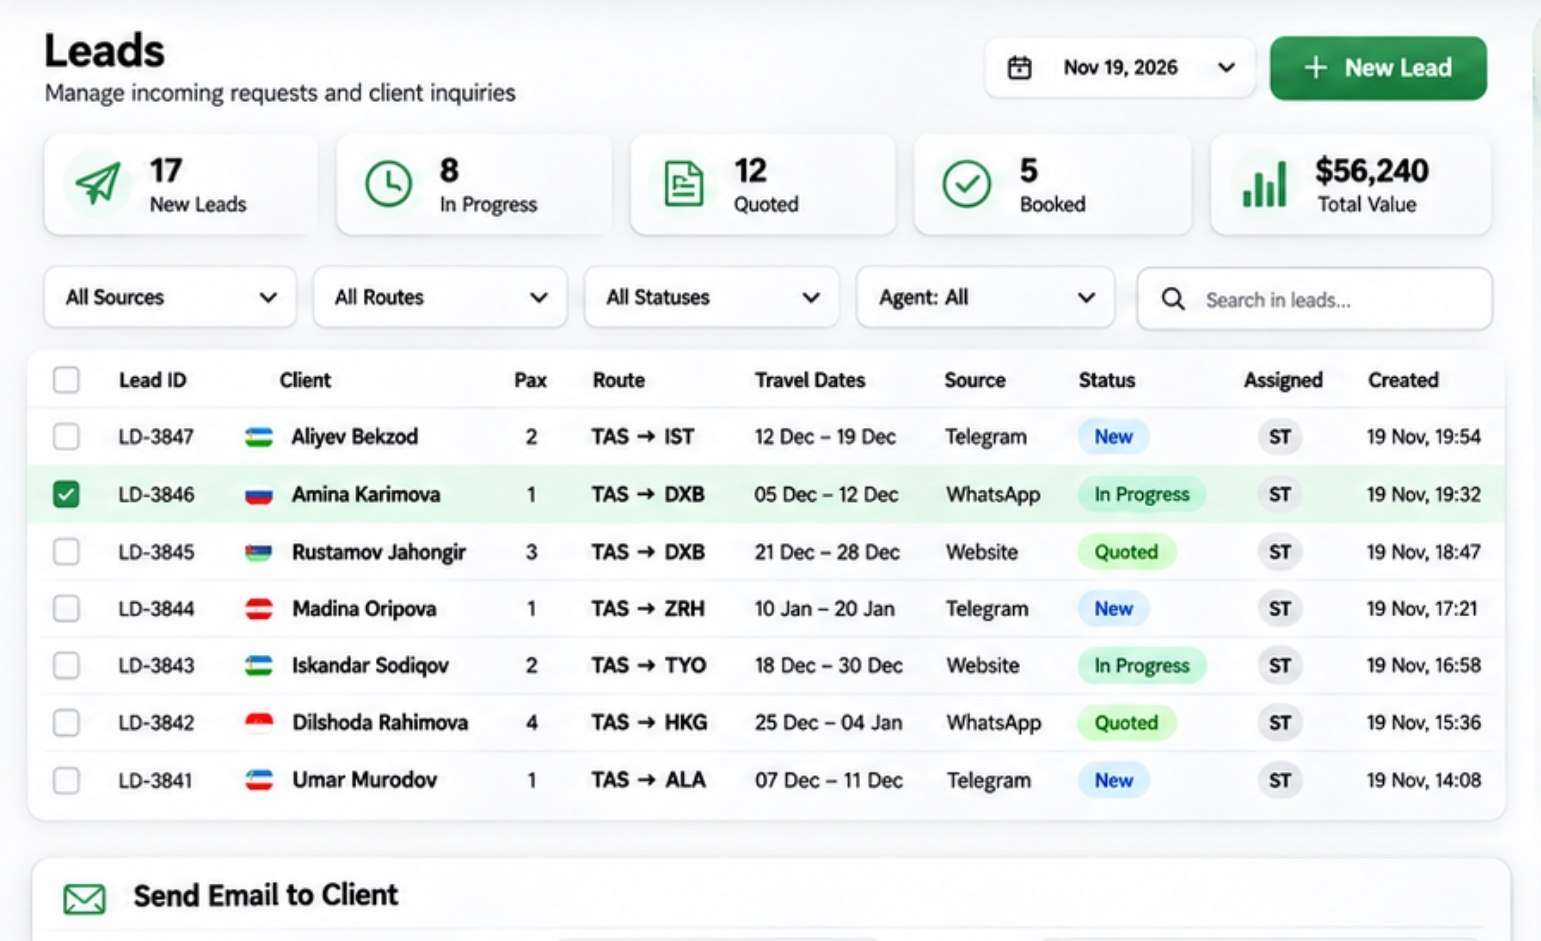 Leads
Manage incoming requests and client inquiries
Nov 19, 2026
+ New Lead
17
New Leads
8
In Progress
12
Quoted
5
Booked
$56,240
Total Value
All Sources
All Routes
All Statuses
Agent: All
Search in leads...
Lead ID Client Pax Route Travel Dates Source Status Assigned Created
LD-3847 Aliyev Bekzod 2 TAS → IST 12 Dec – 19 Dec Telegram New ST 19 Nov, 19:54
LD-3846 Amina Karimova 1 TAS → DXB 05 Dec – 12 Dec WhatsApp In Progress ST 19 Nov, 19:32
LD-3845 Rustamov Jahongir 3 TAS → DXB 21 Dec – 28 Dec Website Quoted ST 19 Nov, 18:47
LD-3844 Madina Oripova 1 TAS → ZRH 10 Jan – 20 Jan Telegram New ST 19 Nov, 17:21
LD-3843 Iskandar Sodiqov 2 TAS → TYO 18 Dec – 30 Dec Website In Progress ST 19 Nov, 16:58
LD-3842 Dilshoda Rahimova 4 TAS → HKG 25 Dec – 04 Jan WhatsApp Quoted ST 19 Nov, 15:36
LD-3841 Umar Murodov 1 TAS → ALA 07 Dec – 11 Dec Telegram New ST 19 Nov, 14:08
Send Email to Client